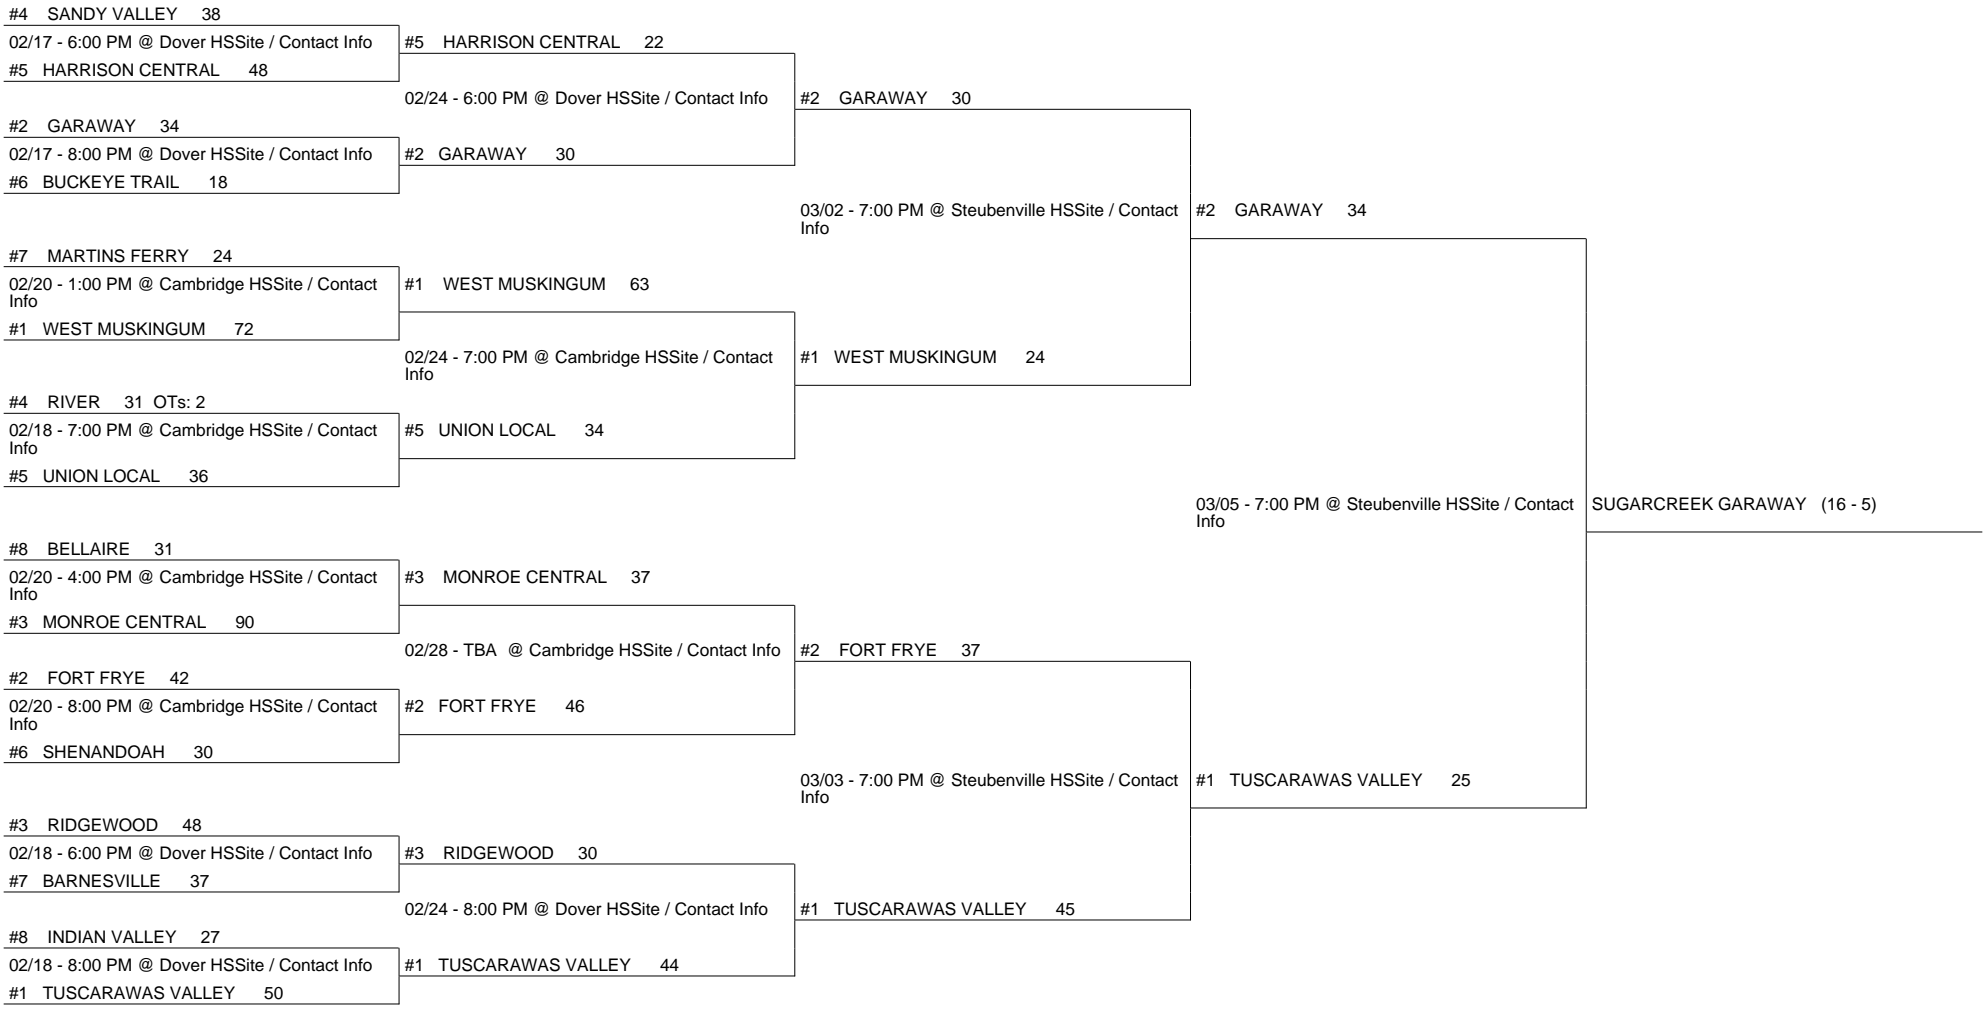 #4 SANDY VALLEY 38
02/17 - 6:00 PM @ Dover HSSite / Contact Info
#5 HARRISON CENTRAL 48
#2 GARAWAY 34
02/17 - 8:00 PM @ Dover HSSite / Contact Info
#6 BUCKEYE TRAIL 18
#7 MARTINS FERRY 24
02/20 - 1:00 PM @ Cambridge HSSite / Contact
Info
#1 WEST MUSKINGUM 72
#4 RIVER 31 OTs: 2
02/18 - 7:00 PM @ Cambridge HSSite / Contact
Info
#5 UNION LOCAL 36
#8 BELLAIRE 31
02/20 - 4:00 PM @ Cambridge HSSite / Contact
Info
#3 MONROE CENTRAL 90
#2 FORT FRYE 42
02/20 - 8:00 PM @ Cambridge HSSite / Contact
Info
#6 SHENANDOAH 30
#3 RIDGEWOOD 48
02/18 - 6:00 PM @ Dover HSSite / Contact Info
#7 BARNESVILLE 37
#8 INDIAN VALLEY 27
02/18 - 8:00 PM @ Dover HSSite / Contact Info
#1 TUSCARAWAS VALLEY 50
#5 HARRISON CENTRAL 22
02/24 - 6:00 PM @ Dover HSSite / Contact Info
#2 GARAWAY 30
#1 WEST MUSKINGUM 63
02/24 - 7:00 PM @ Cambridge HSSite / Contact
Info
#5 UNION LOCAL 34
#3 MONROE CENTRAL 37
02/28 - TBA @ Cambridge HSSite / Contact Info
#2 FORT FRYE 46
#3 RIDGEWOOD 30
02/24 - 8:00 PM @ Dover HSSite / Contact Info
#1 TUSCARAWAS VALLEY 44
#2 GARAWAY 30
03/02 - 7:00 PM @ Steubenville HSSite / Contact
Info
#1 WEST MUSKINGUM 24
#2 FORT FRYE 37
03/03 - 7:00 PM @ Steubenville HSSite / Contact
Info
#1 TUSCARAWAS VALLEY 45
#2 GARAWAY 34
03/05 - 7:00 PM @ Steubenville HSSite / Contact
Info
#1 TUSCARAWAS VALLEY 25
SUGARCREEK GARAWAY (16 - 5)